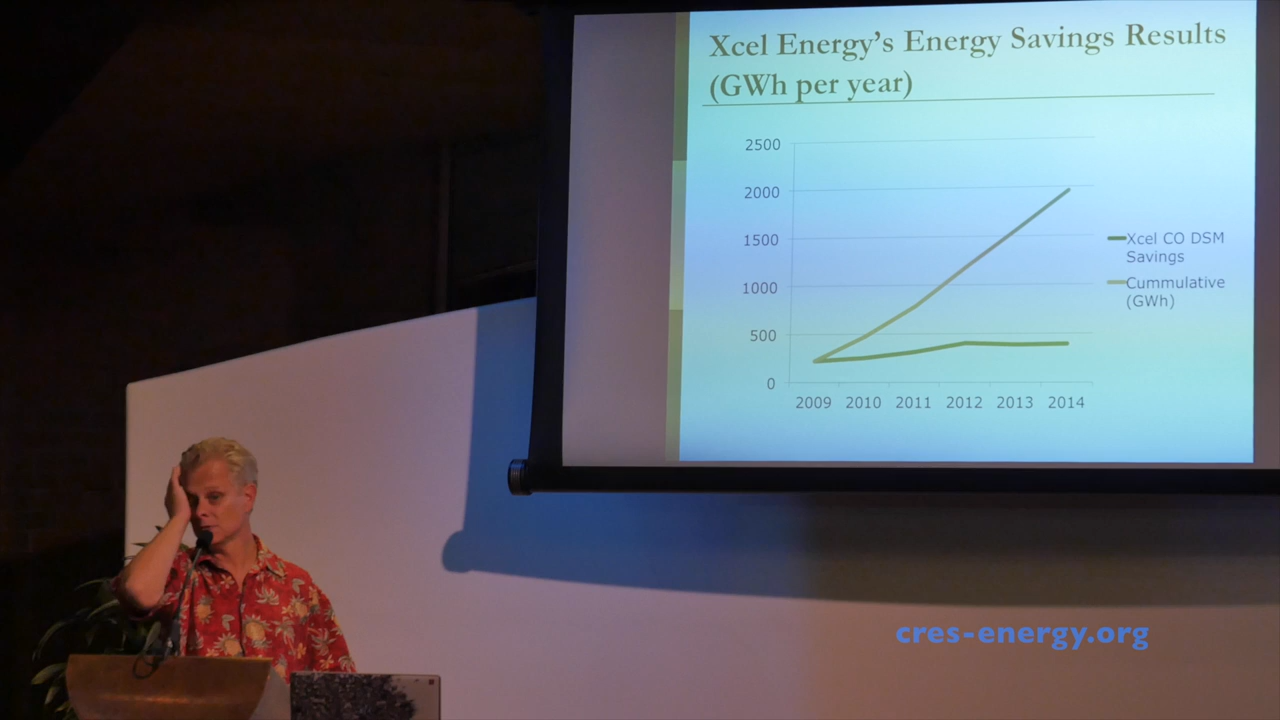 Xcel Energy's Energy Savings Results
(GWh per year)
2500
2000
1500
1000
500
0
2009 2010 2011 2012 2013 2014
Xcel CO DSM
Savings
Cummulative
(GWh)
cres-energy.org